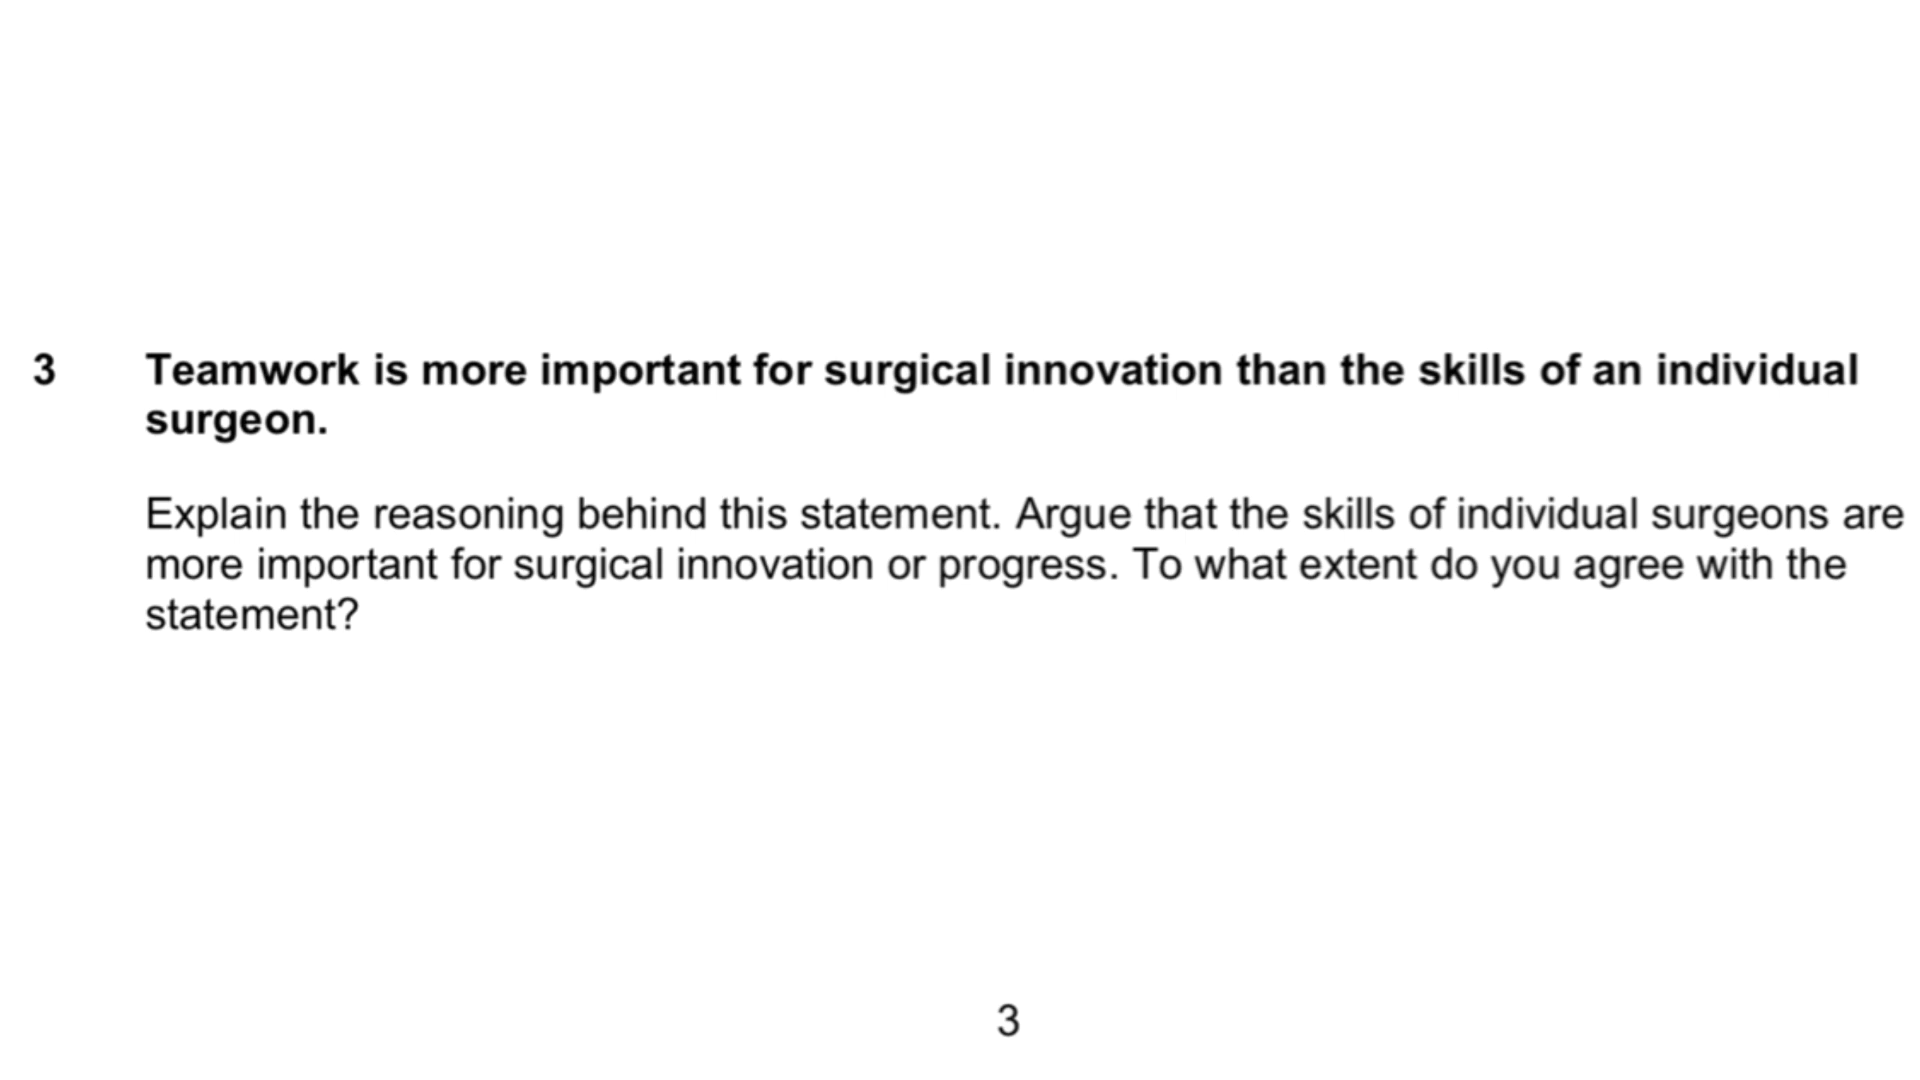 3 Teamwork is more important for surgical innovation than the skills of an individual
surgeon.
Explain the reasoning behind this statement. Argue that the skills of individual surgeons are
more important for surgical innovation or progress. To what extent do you agree with the
statement?
3